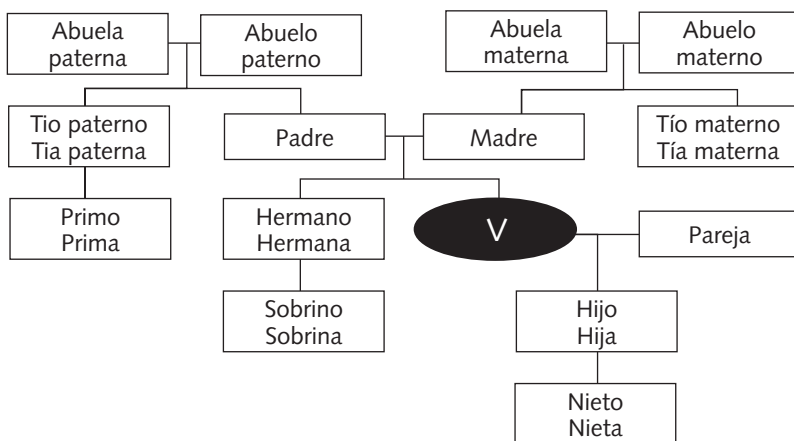 Abuela
paterna
Abuelo
paterno
Abuela
materna
Abuelo
materno
Tio paterno
Tia paterna
Padre
Madre
Tío materno
Tía materna
Primo
Prima
Hermano
Hermana
V
Pareja
Sobrino
Sobrina
Hijo
Hija
Nieto
Nieta